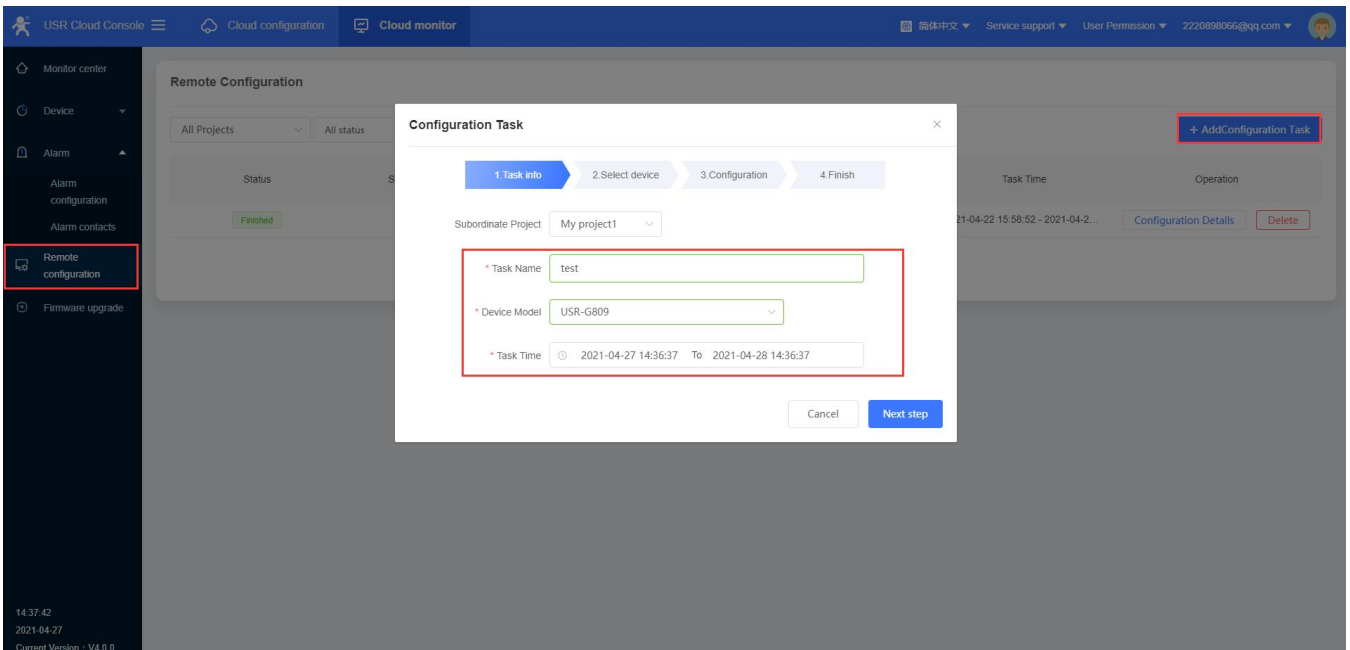 USR Cloud Console
Cloud configuration
Cloud monitor
简体中文
Service support
User Permission
2220898066@qq.com
Monitor center
Device
Alarm
Alarm
configuration
Alarm contacts
Remote
configuration
Firmware upgrade
14:37:42
2021-04-27
Current Version：V4.0.0
Remote Configuration
All Projects
All status
+ AddConfiguration Task
Status
S
Task Time
Operation
Finished
21-04-22 15:58:52 - 2021-04-2...
Configuration Details
Delete
Configuration Task
1.Task info
2.Select device
3.Configuration
4.Finish
Subordinate Project
My project1
* Task Name
test
* Device Model
USR-G809
* Task Time
2021-04-27 14:36:37 To 2021-04-28 14:36:37
Cancel
Next step